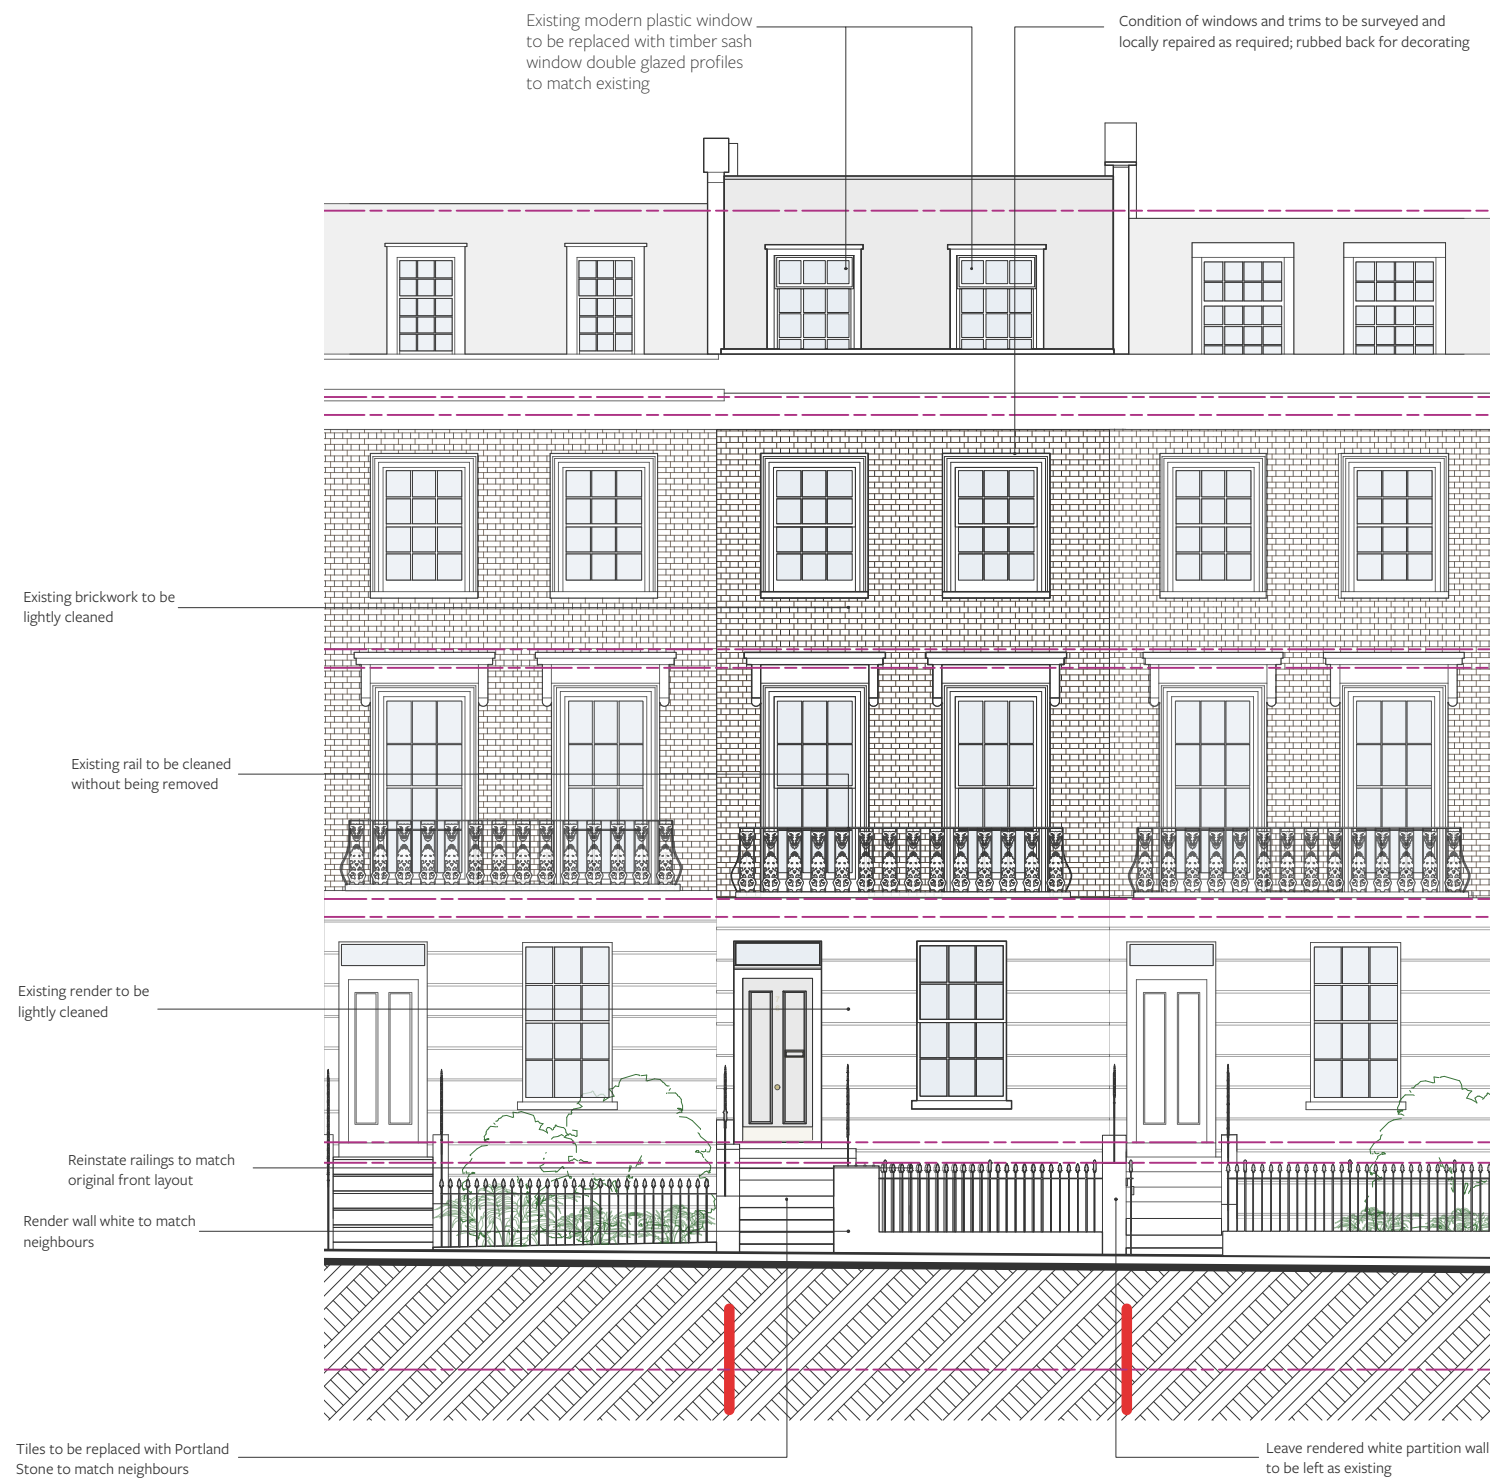 Existing modern plastic window
to be replaced with timber sash
window double glazed profiles
to match existing
Condition of windows and trims to be surveyed and
locally repaired as required; rubbed back for decorating
Existing brickwork to be
lightly cleaned
Existing rail to be cleaned
without being removed
Existing render to be
lightly cleaned
Reinstate railings to match
original front layout
Render wall white to match
neighbours
Tiles to be replaced with Portland
Stone to match neighbours
Leave rendered white partition wall
to be left as existing